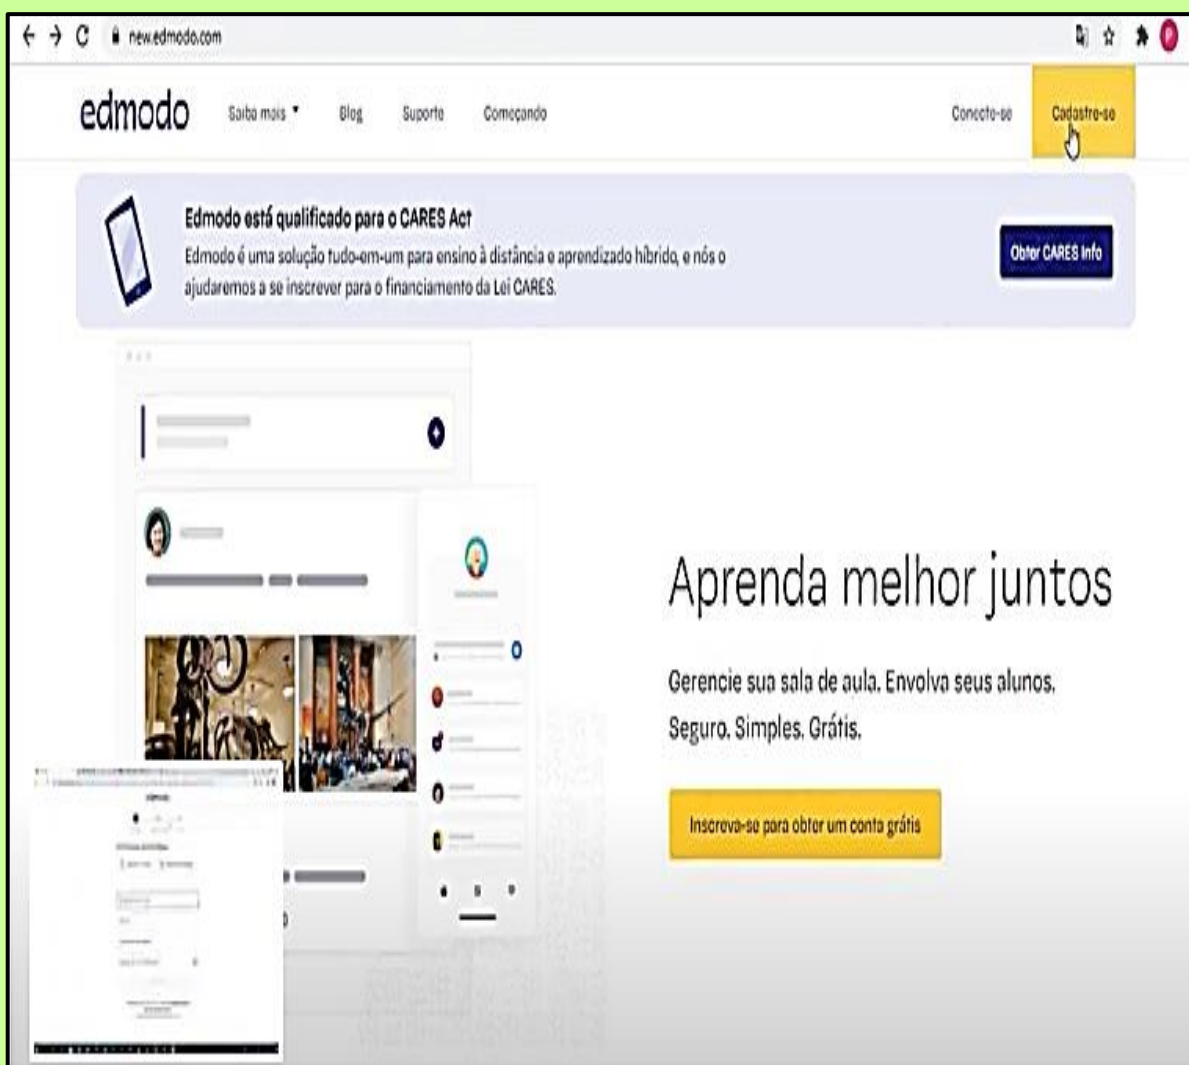 new.edmodo.com
P
edmodo
Saiba mais
Blog
Suporte
Começando
Conecte-se
Cadastre-se
Edmodo está qualificado para o CARES Act
Edmodo é uma solução tudo-em-um para ensino à distância e aprendizado híbrido, e nós o
ajudaremos a se inscrever para o financiamento da Lei CARES.
Obter CARES Info
Aprenda melhor juntos
Gerencie sua sala de aula. Envolva seus alunos.
Seguro. Simples. Grátis.
Inscreva-se para obter um conta grátis
edmodo